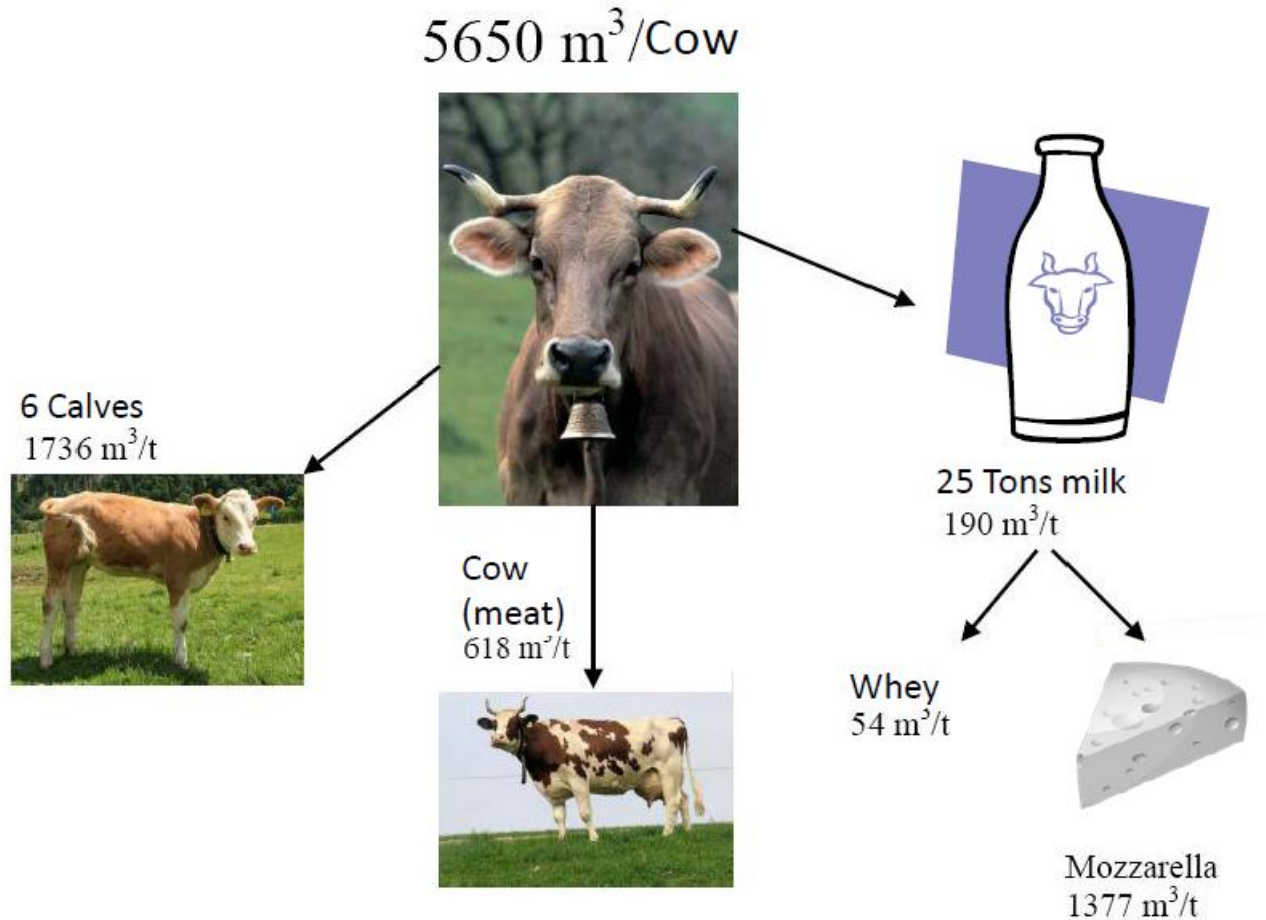 5650 m³/Cow
6 Calves
1736 m³/t
Cow
(meat)
618 m³/t
25 Tons milk
190 m³/t
Whey
54 m³/t
Mozzarella
1377 m³/t